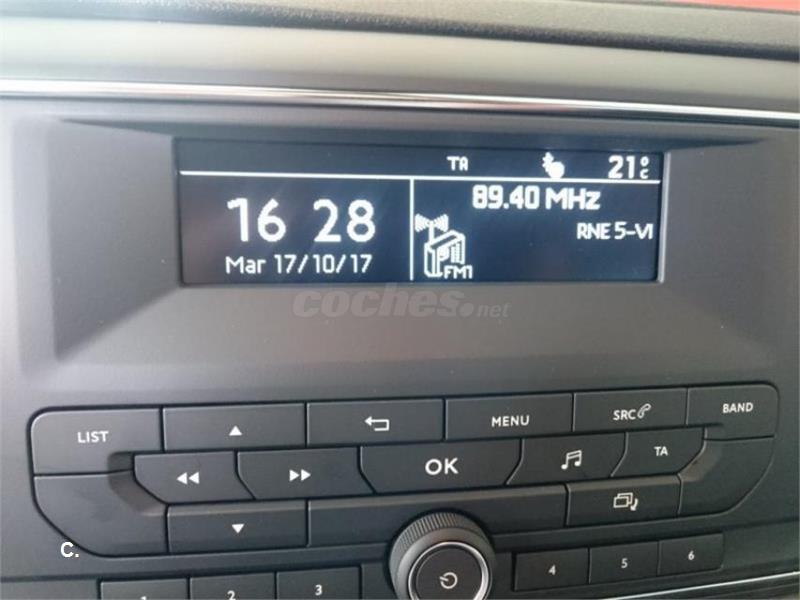 TA 21°C
16 28
89.40 MHz
RNE 5-VI
Mar 17/10/17
FM1
coches.net
LIST
MENU
SRC
BAND
OK
TA
C.
1 2 3 4 5 6